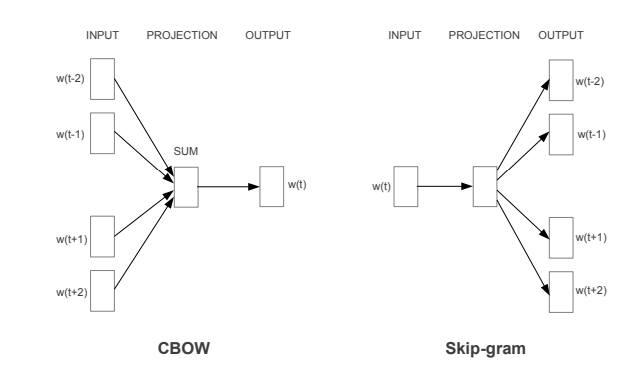 INPUT PROJECTION OUTPUT
w(t-2)
w(t-1)
SUM
w(t)
w(t+1)
w(t+2)
CBOW
INPUT PROJECTION OUTPUT
w(t-2)
w(t-1)
w(t)
w(t+1)
w(t+2)
Skip-gram